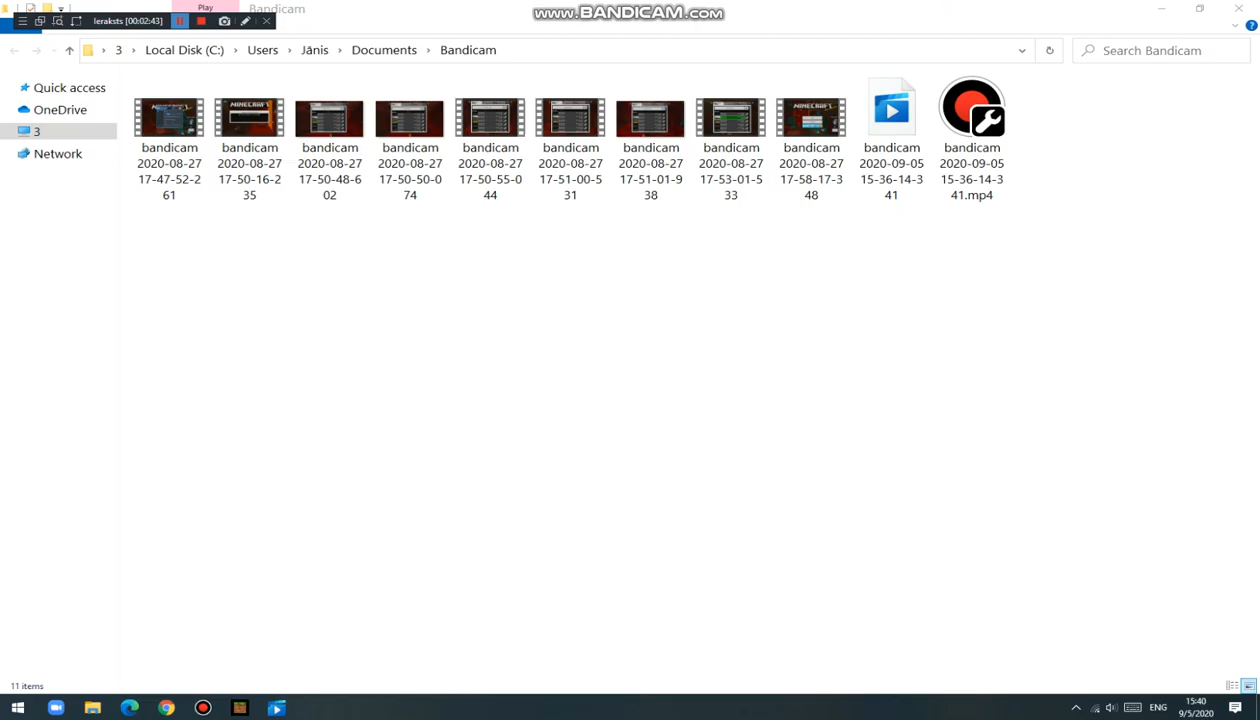 Play
Bandicam
www.BANDICAM.com
Ieraksts [00:02:43]
3 › Local Disk (C:) › Users › Jānis › Documents › Bandicam
Search Bandicam
Quick access
OneDrive
3
Network
MINECRAFT
MINECRAFT
MINECRAFT
bandicam
2020-08-27
17-47-52-2
61
bandicam
2020-08-27
17-50-16-2
35
bandicam
2020-08-27
17-50-48-6
02
bandicam
2020-08-27
17-50-50-0
74
bandicam
2020-08-27
17-50-55-0
44
bandicam
2020-08-27
17-51-00-5
31
bandicam
2020-08-27
17-51-01-9
38
bandicam
2020-08-27
17-53-01-5
33
bandicam
2020-08-27
17-58-17-3
48
bandicam
2020-09-05
15-36-14-3
41
bandicam
2020-09-05
15-36-14-3
41.mp4
11 items
ENG
15:40
9/5/2020